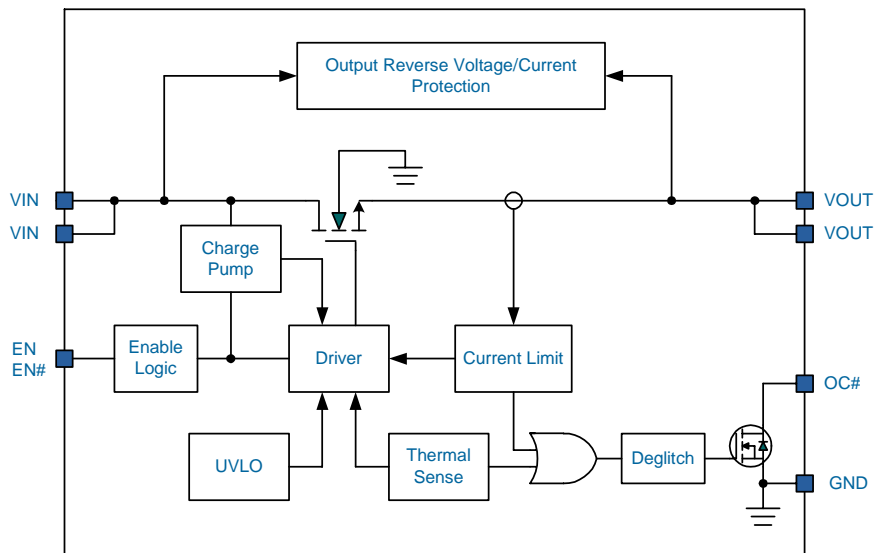 Output Reverse Voltage/Current
Protection
VIN
VOUT
VIN
VOUT
Charge
Pump
EN
EN#
Enable
Logic
Driver
Current Limit
OC#
UVLO
Thermal
Sense
Deglitch
GND